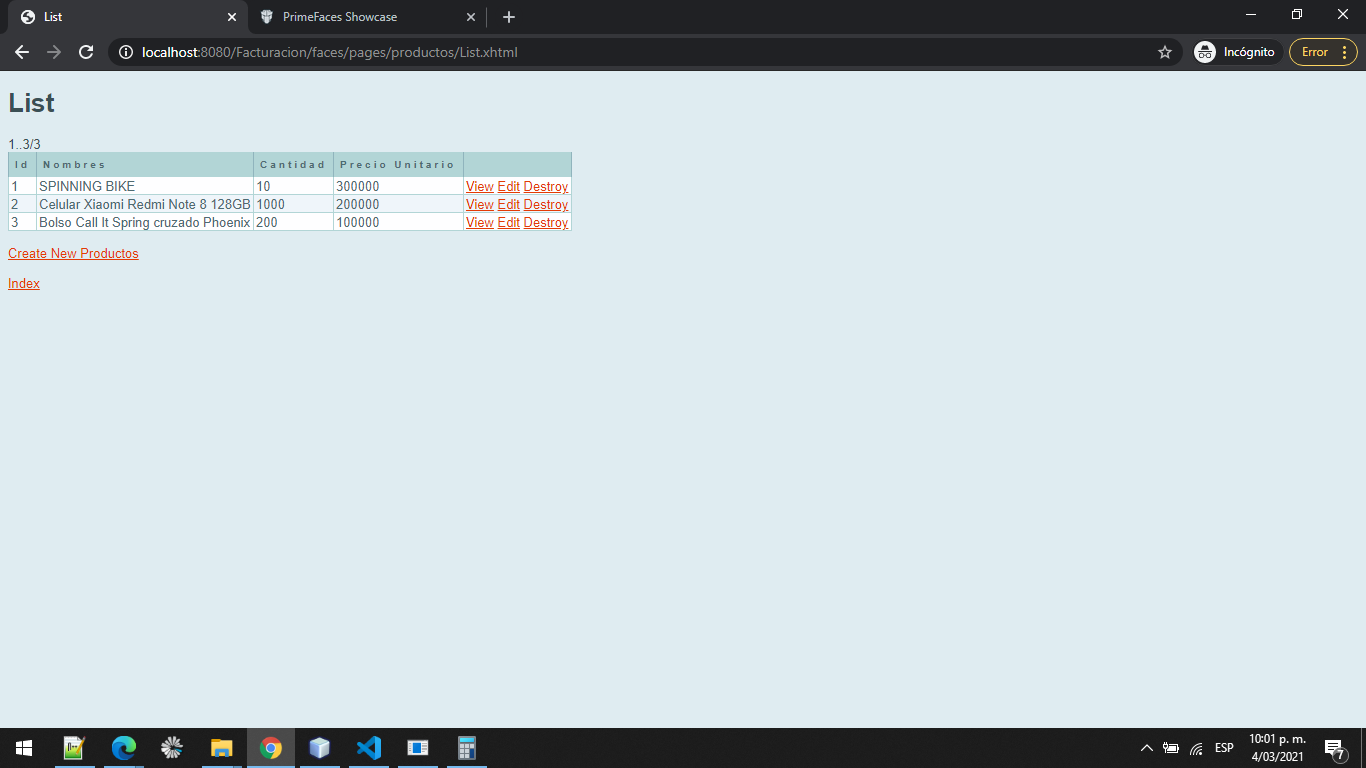 List
PrimeFaces Showcase
localhost:8080/Facturacion/faces/pages/productos/List.xhtml
Incógnito
Error
List
1..3/3
Id Nombres Cantidad Precio Unitario
1 SPINNING BIKE 10 300000 View Edit Destroy
2 Celular Xiaomi Redmi Note 8 128GB 1000 200000 View Edit Destroy
3 Bolso Call It Spring cruzado Phoenix 200 100000 View Edit Destroy
Create New Productos
Index
ESP
10:01 p. m.
4/03/2021
7